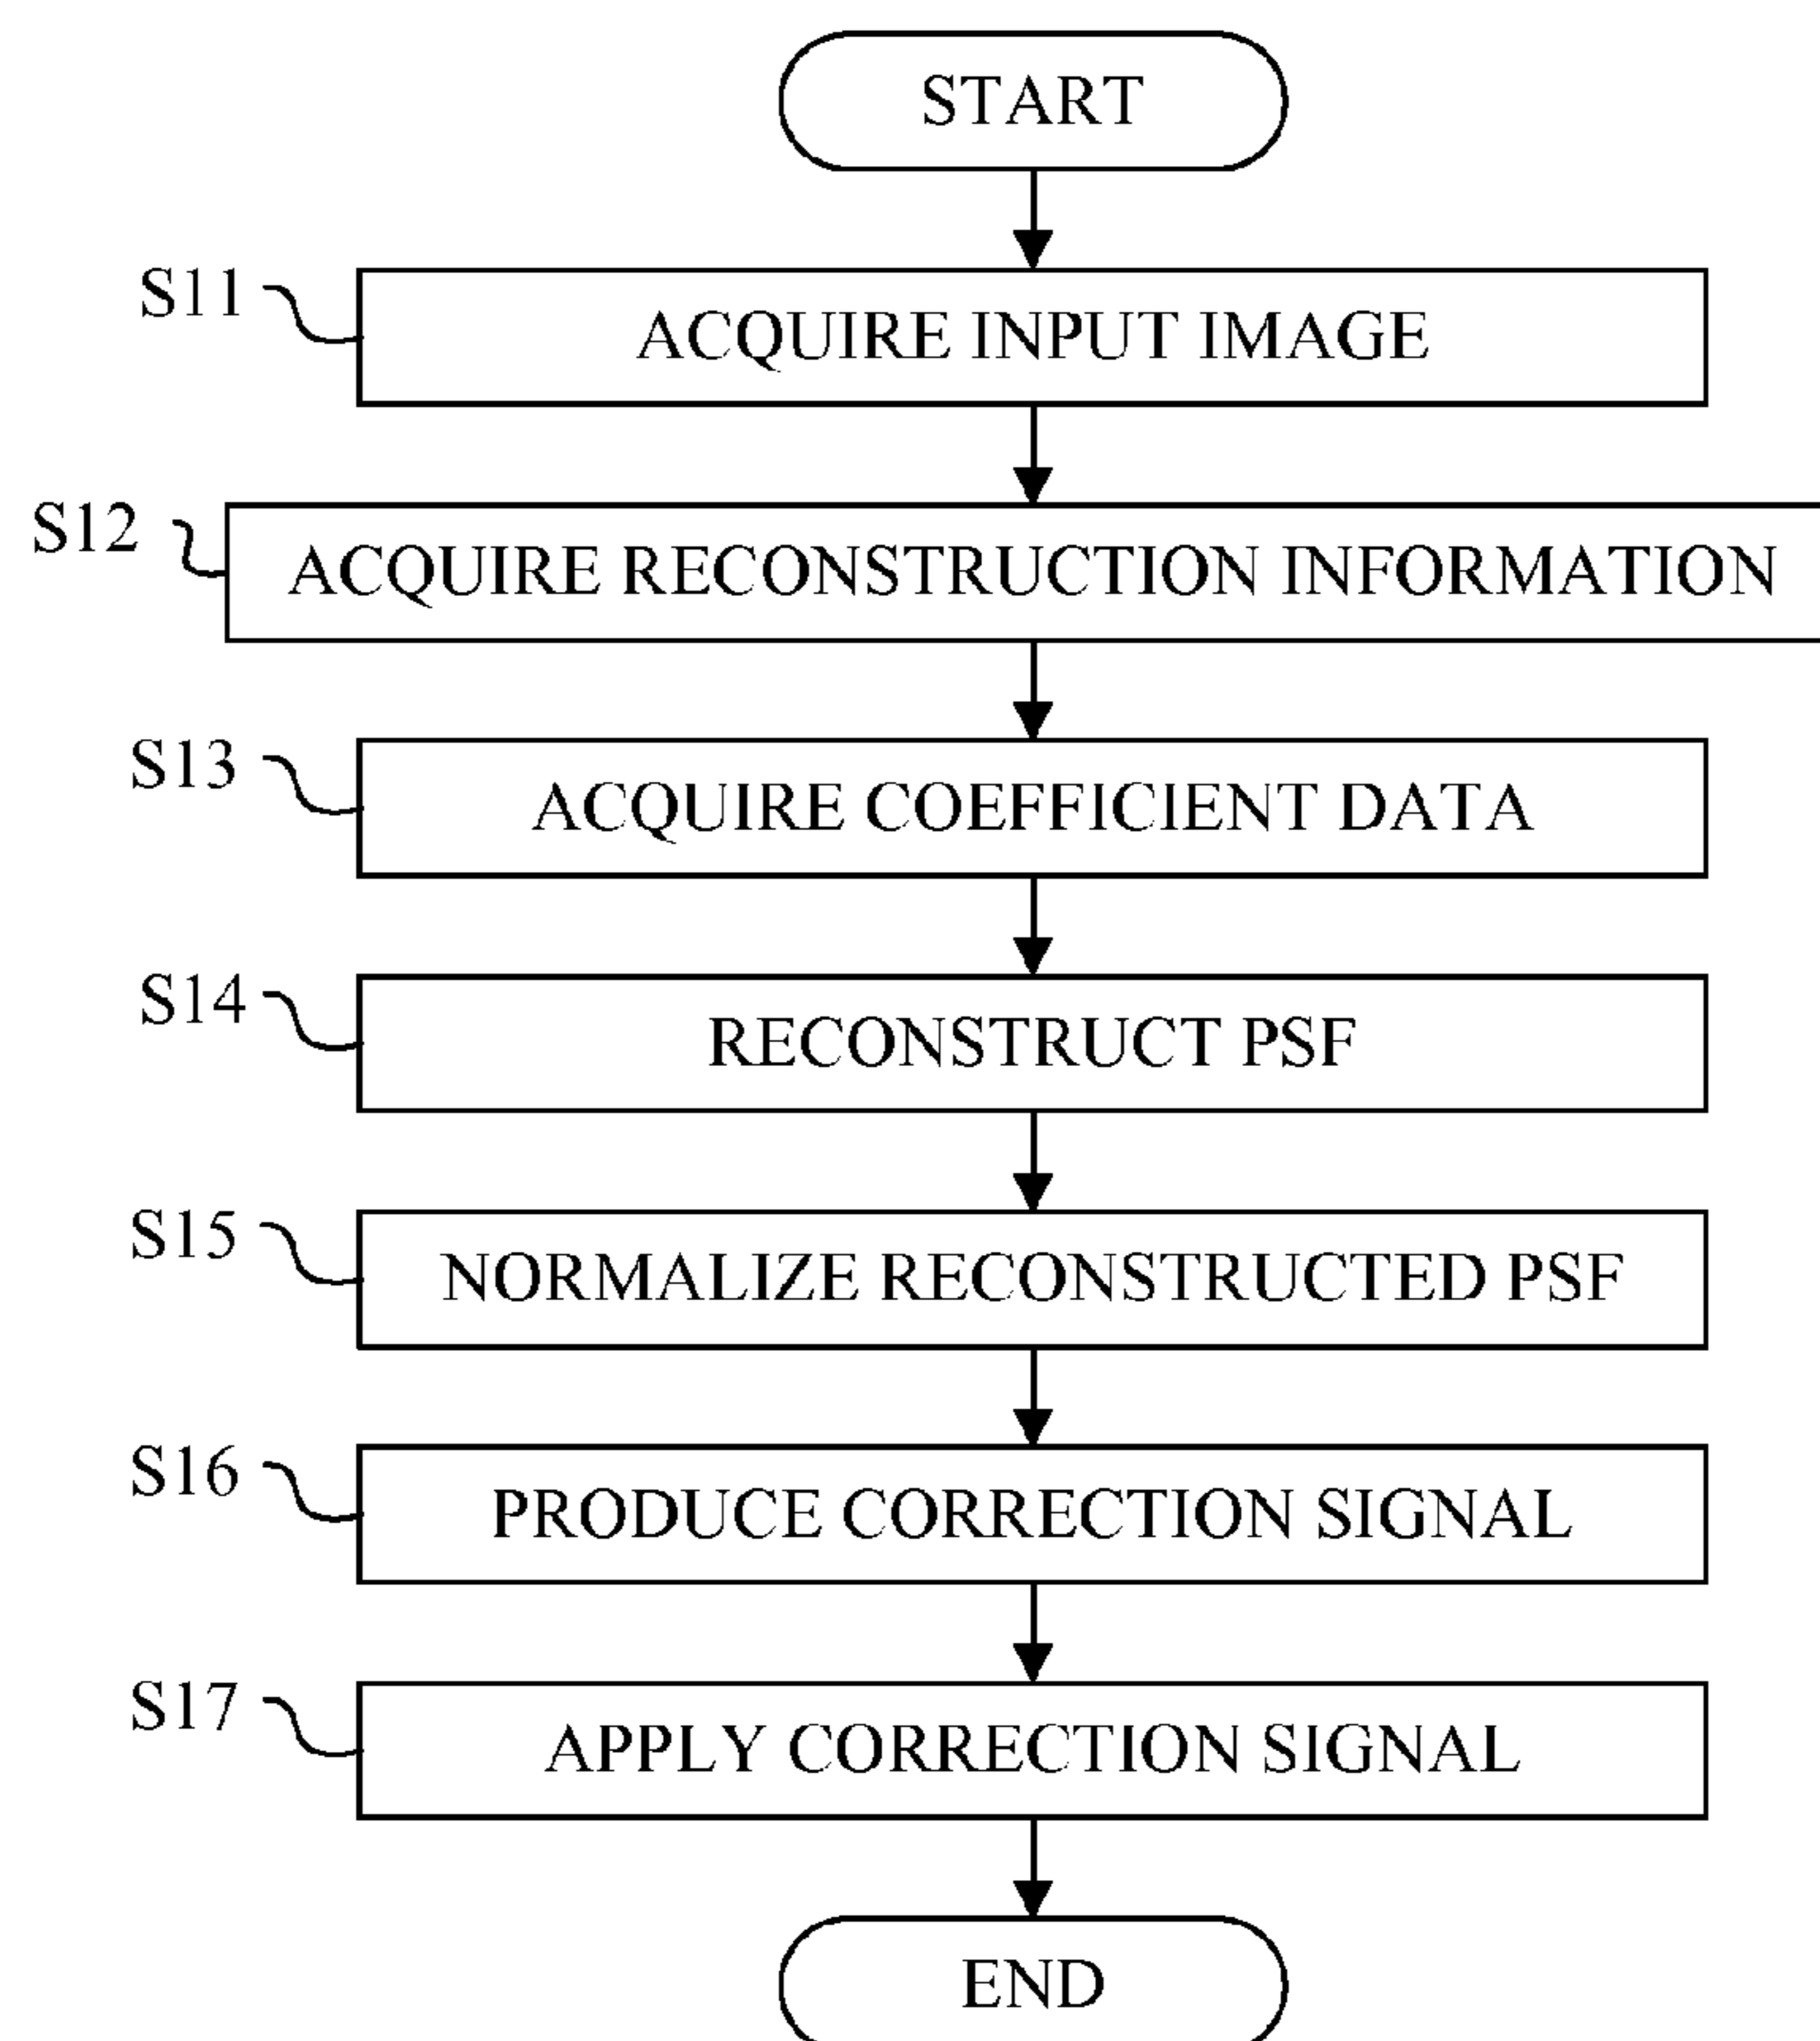 START
S11
ACQUIRE INPUT IMAGE
S12
ACQUIRE RECONSTRUCTION INFORMATION
S13
ACQUIRE COEFFICIENT DATA
S14
RECONSTRUCT PSF
S15
NORMALIZE RECONSTRUCTED PSF
S16
PRODUCE CORRECTION SIGNAL
S17
APPLY CORRECTION SIGNAL
END